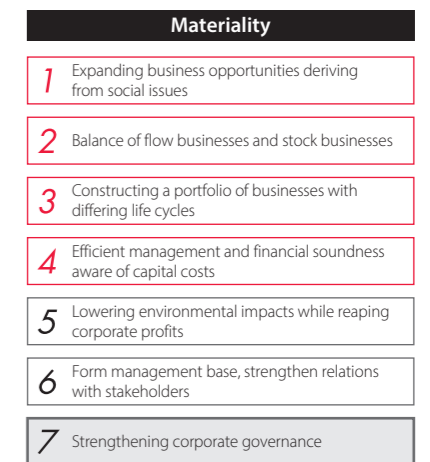 Materiality
1 Expanding business opportunities deriving
from social issues
2 Balance of flow businesses and stock businesses
3 Constructing a portfolio of businesses with
differing life cycles
4 Efficient management and financial soundness
aware of capital costs
5 Lowering environmental impacts while reaping
corporate profits
6 Form management base, strengthen relations
with stakeholders
7 Strengthening corporate governance